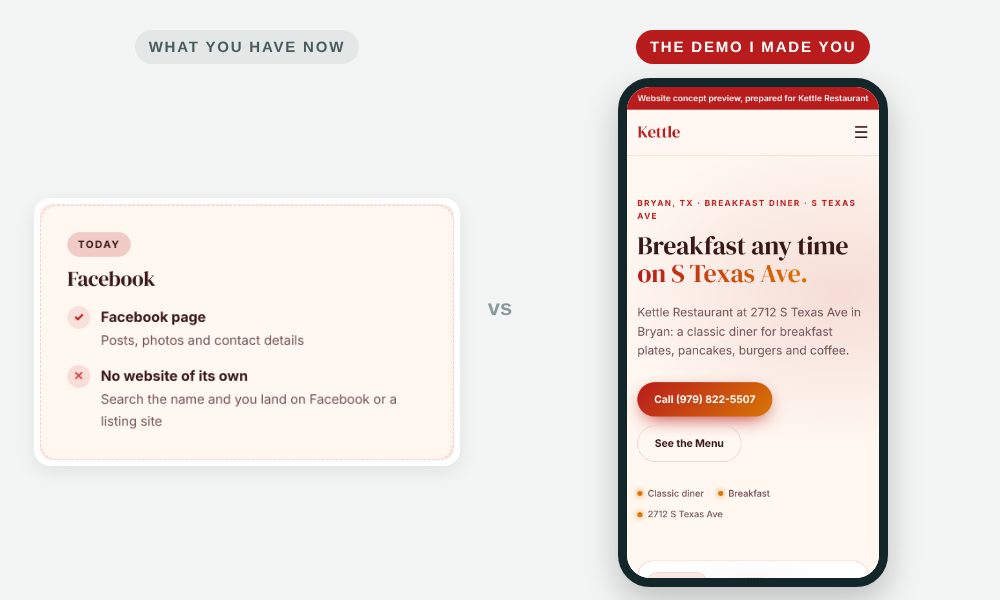 WHAT YOU HAVE NOW
THE DEMO I MADE YOU
TODAY
Facebook
Facebook page
Posts, photos and contact details
No website of its own
Search the name and you land on Facebook or a
listing site
vs
Website concept preview, prepared for Kettle Restaurant
Kettle
BRYAN, TX · BREAKFAST DINER · S TEXAS
AVE
Breakfast any time
on S Texas Ave.
Kettle Restaurant at 2712 S Texas Ave in
Bryan: a classic diner for breakfast
plates, pancakes, burgers and coffee.
Call (979) 822-5507
See the Menu
Classic diner
Breakfast
2712 S Texas Ave